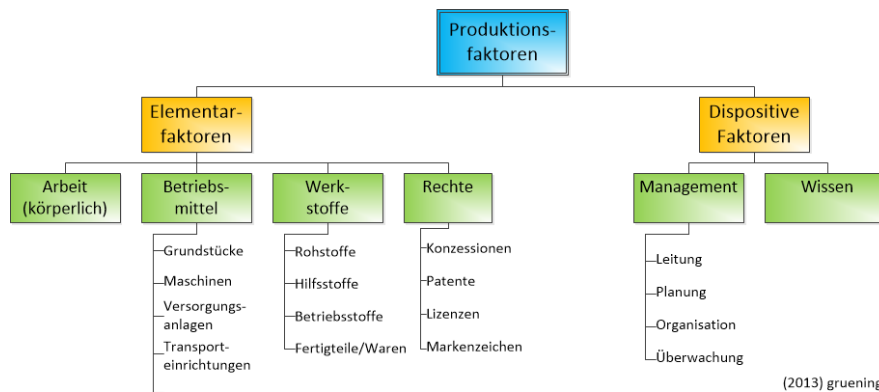 Produktions-
faktoren
Elementar-
faktoren
Dispositive
Faktoren
Arbeit
(körperlich)
Betriebs-
mittel
Werk-
stoffe
Rechte
Management
Wissen
Grundstücke
Maschinen
Versorgungs-
anlagen
Transport-
einrichtungen
Rohstoffe
Hilfsstoffe
Betriebsstoffe
Fertigteile/Waren
Konzessionen
Patente
Lizenzen
Markenzeichen
Leitung
Planung
Organisation
Überwachung
(2013) gruening